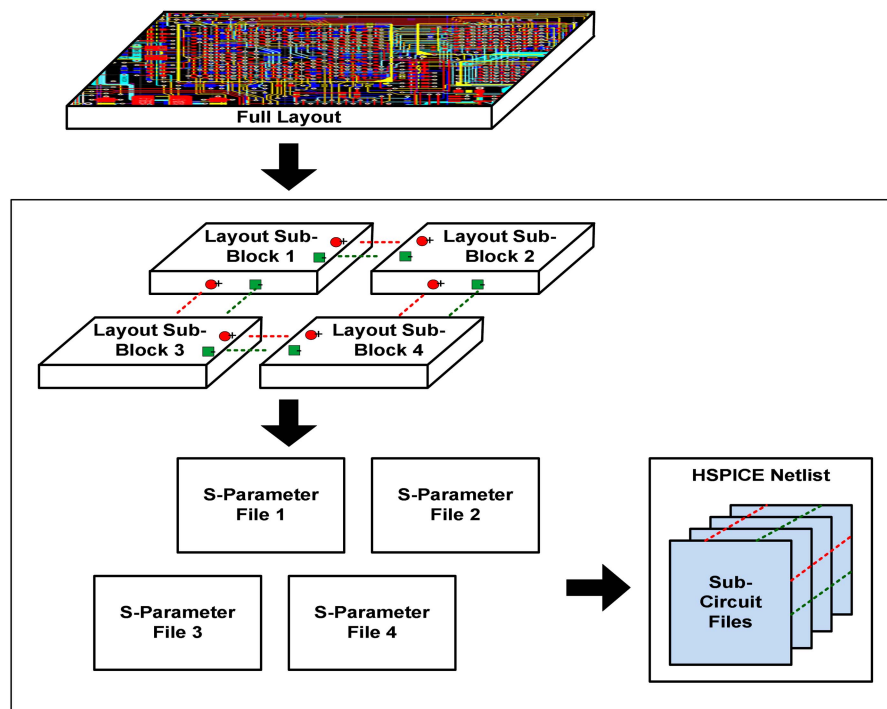 Full Layout
Layout Sub-
Block 1
Layout Sub-
Block 2
+
+
-
-
+
-
+
-
Layout Sub-
Block 3
Layout Sub-
Block 4
+
+
-
-
S-Parameter
File 1
S-Parameter
File 2
S-Parameter
File 3
S-Parameter
File 4
HSPICE Netlist
Sub-
Circuit
Files